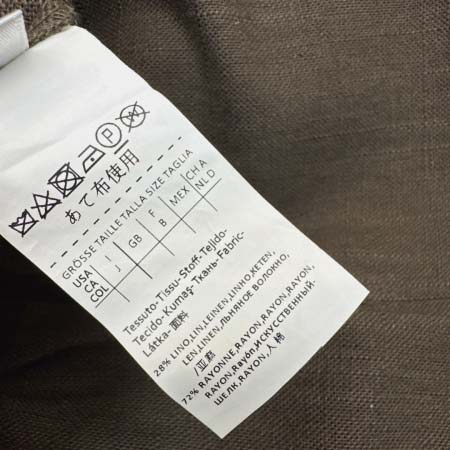 P
あて布使用
GRÖSSE TAILLE TALLA SIZE TAGLIA
USA J GB F MEX CH A
CA B NL D
COL I
Tessuto-Tissu-Stoff-Tejido-
Tecido-Kumaş-Ткань-Fabric-
Látka-面料
28% LINO,LIN,LEINEN,LINHO,KETEN,
LEN,LINEN,ЛЬНЯНОЕ ВОЛОКНО,
/亚麻
72% RAYONNE,RAYON,RAYON,RAYON,
RAYON,Rayón,ИСКУССТВЕННЫЙ.
ШЕЛК,RAYON,人棉